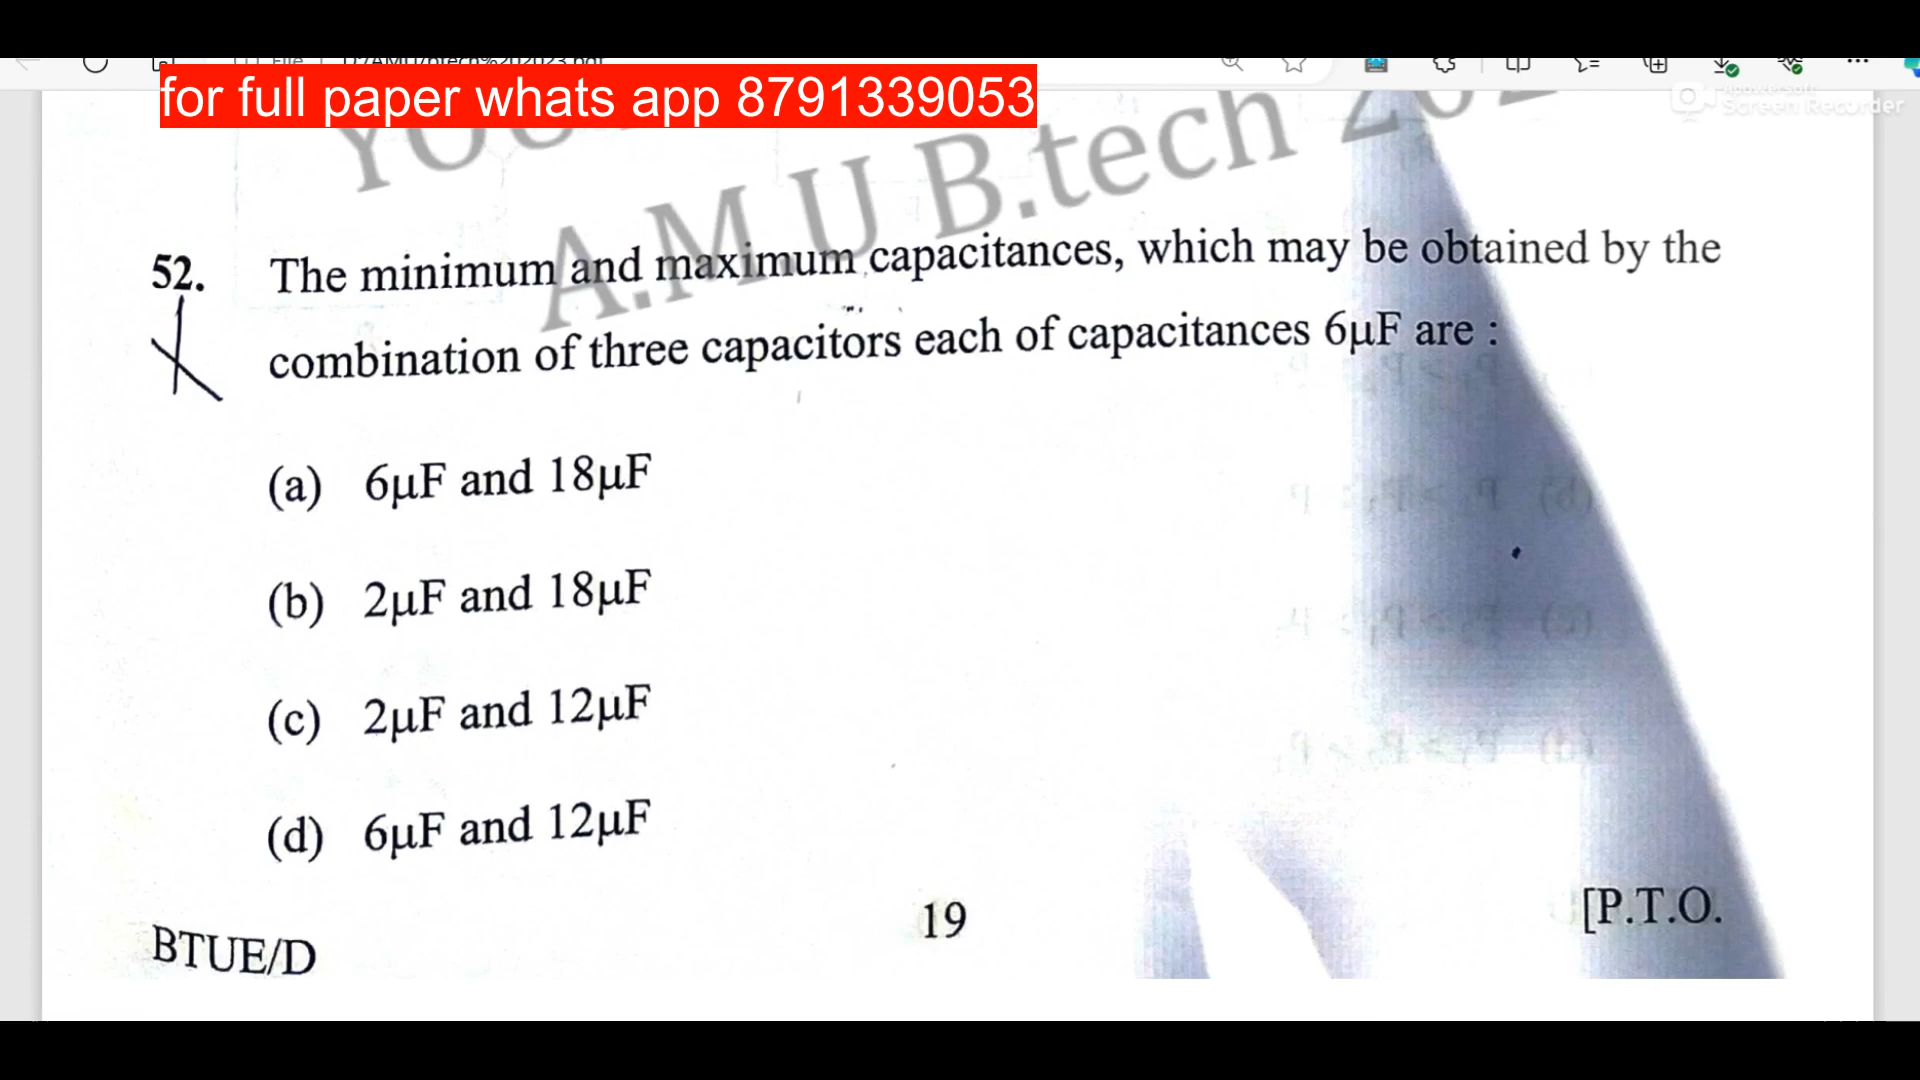 for full paper whats app 8791339053
Screen Recorder
A.M U B.tech
52. The minimum and maximum capacitances, which may be obtained by the
combination of three capacitors each of capacitances 6μF are :
(a) 6μF and 18μF
(b) 2μF and 18μF
(c) 2μF and 12μF
(d) 6μF and 12μF
BTUE/D 19 [P.T.O.